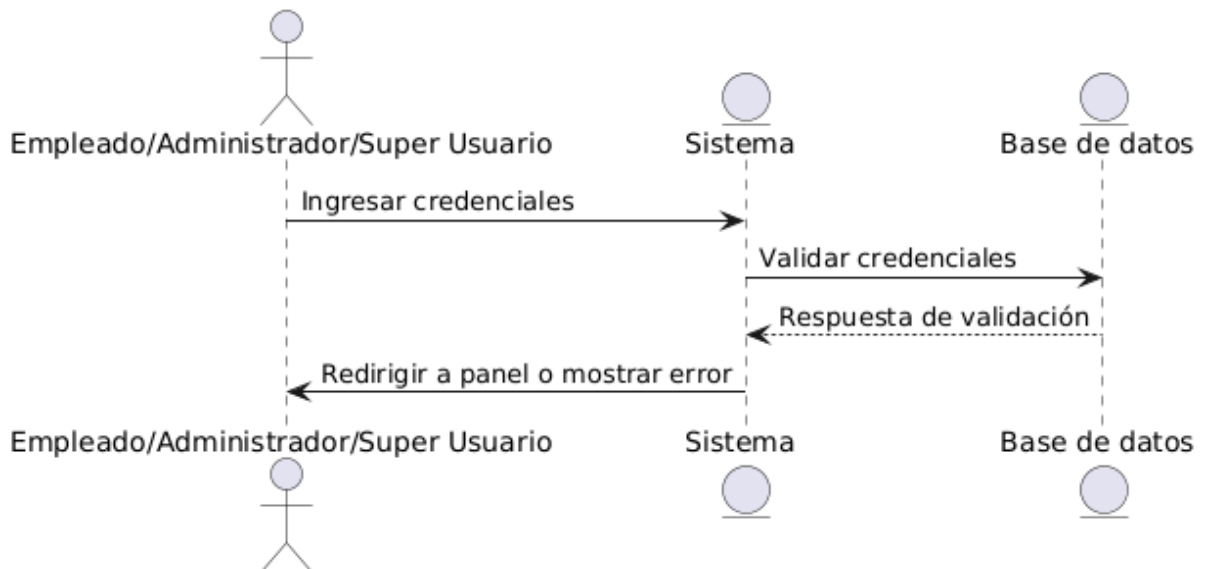 Empleado/Administrador/Super Usuario Sistema Base de datos
Ingresar credenciales
Validar credenciales
Respuesta de validación
Redirigir a panel o mostrar error
Empleado/Administrador/Super Usuario Sistema Base de datos